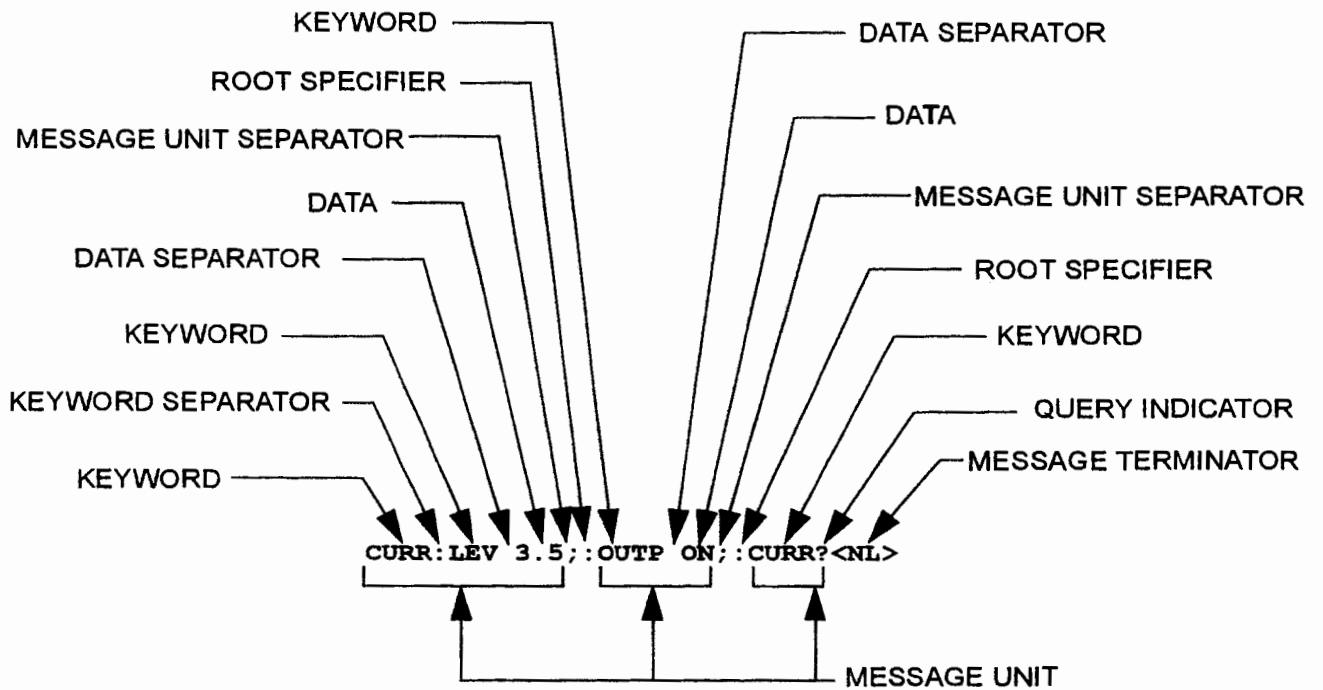 KEYWORD
DATA SEPARATOR
ROOT SPECIFIER
DATA
MESSAGE UNIT SEPARATOR
MESSAGE UNIT SEPARATOR
DATA
DATA SEPARATOR
ROOT SPECIFIER
KEYWORD
KEYWORD
KEYWORD SEPARATOR
QUERY INDICATOR
KEYWORD
MESSAGE TERMINATOR
CURR:LEV 3.5;:OUTP ON;:CURR?<NL>
MESSAGE UNIT